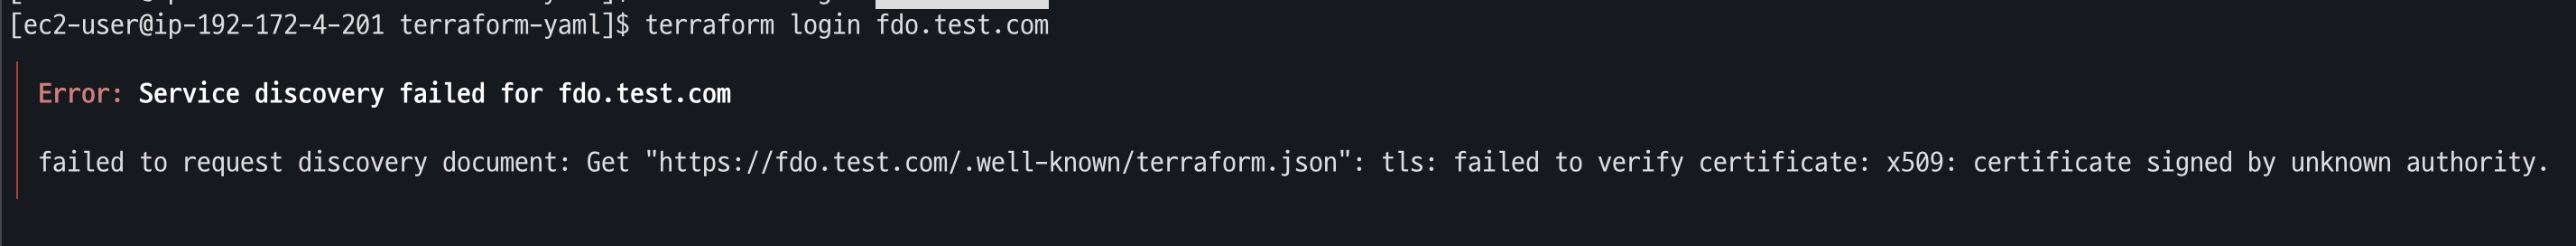 [ec2-user@ip-192-172-4-201 terraform-yaml]$ terraform login fdo.test.com
Error: Service discovery failed for fdo.test.com
failed to request discovery document: Get "https://fdo.test.com/.well-known/terraform.json": tls: failed to verify certificate: x509: certificate signed by unknown authority.